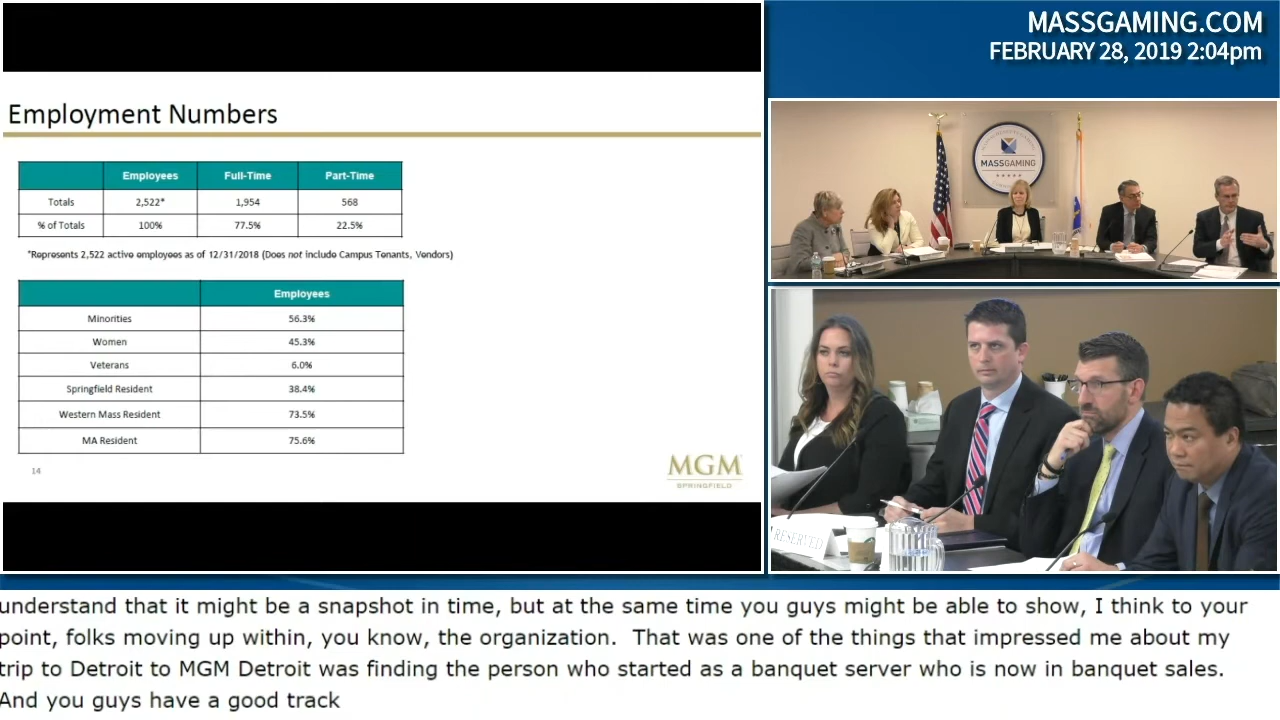 MASSGAMING.COM
FEBRUARY 28, 2019 2:04pm
Employment Numbers
Employees Full-Time Part-Time
Totals 2,522* 1,954 568
% of Totals 100% 77.5% 22.5%
*Represents 2,522 active employees as of 12/31/2018 (Does not include Campus Tenants, Vendors)
Employees
Minorities 56.3%
Women 45.3%
Veterans 6.0%
Springfield Resident 38.4%
Western Mass Resident 73.5%
MA Resident 75.6%
14
MGM
SPRINGFIELD
MASSGAMING
RESERVED
understand that it might be a snapshot in time, but at the same time you guys might be able to show, I think to your
point, folks moving up within, you know, the organization. That was one of the things that impressed me about my
trip to Detroit to MGM Detroit was finding the person who started as a banquet server who is now in banquet sales.
And you guys have a good track